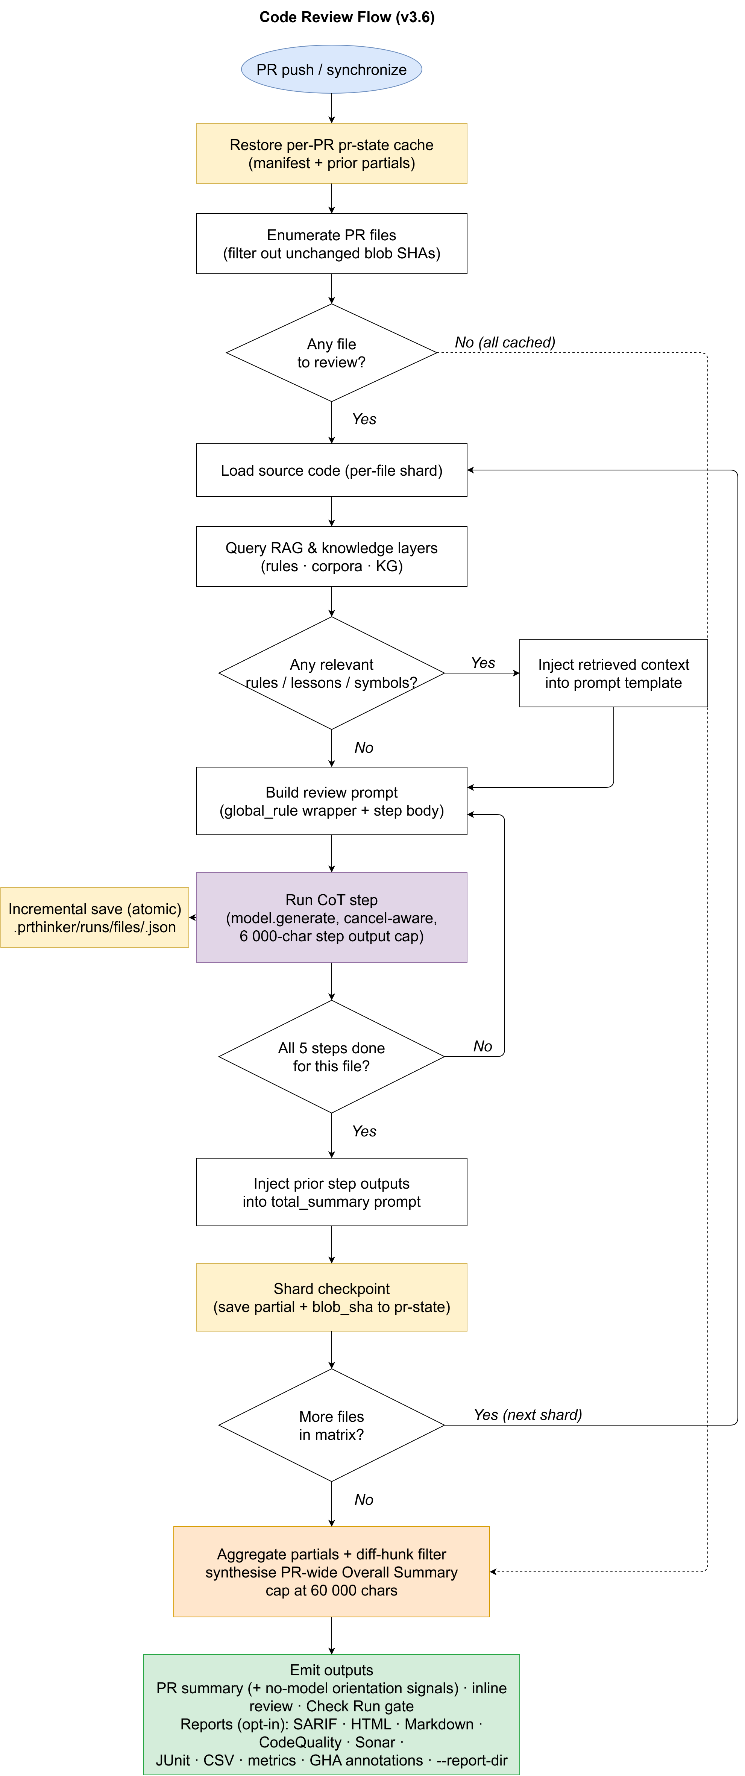 Code Review Flow (v3.6)
PR push / synchronize
Restore per-PR pr-state cache
(manifest + prior partials)
Enumerate PR files
(filter out unchanged blob SHAs)
Any file
to review?
No (all cached)
Yes
Load source code (per-file shard)
Query RAG & knowledge layers
(rules · corpora · KG)
Any relevant
rules / lessons / symbols?
Yes
Inject retrieved context
into prompt template
No
Build review prompt
(global_rule wrapper + step body)
Run CoT step
(model.generate, cancel-aware,
6 000-char step output cap)
Incremental save (atomic)
.prthinker/runs/files/.json
All 5 steps done
for this file?
No
Yes
Inject prior step outputs
into total_summary prompt
Shard checkpoint
(save partial + blob_sha to pr-state)
More files
in matrix?
Yes (next shard)
No
Aggregate partials + diff-hunk filter
synthesise PR-wide Overall Summary
cap at 60 000 chars
Emit outputs
PR summary (+ no-model orientation signals) · inline
review · Check Run gate
Reports (opt-in): SARIF · HTML · Markdown ·
CodeQuality · Sonar ·
JUnit · CSV · metrics · GHA annotations · --report-dir